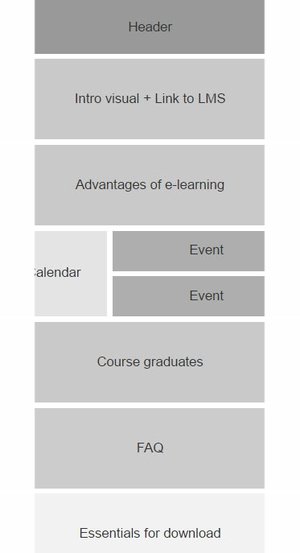 Header
Intro visual + Link to LMS
Advantages of e-learning
alendar
Event
Event
Course graduates
FAQ
Essentials for download